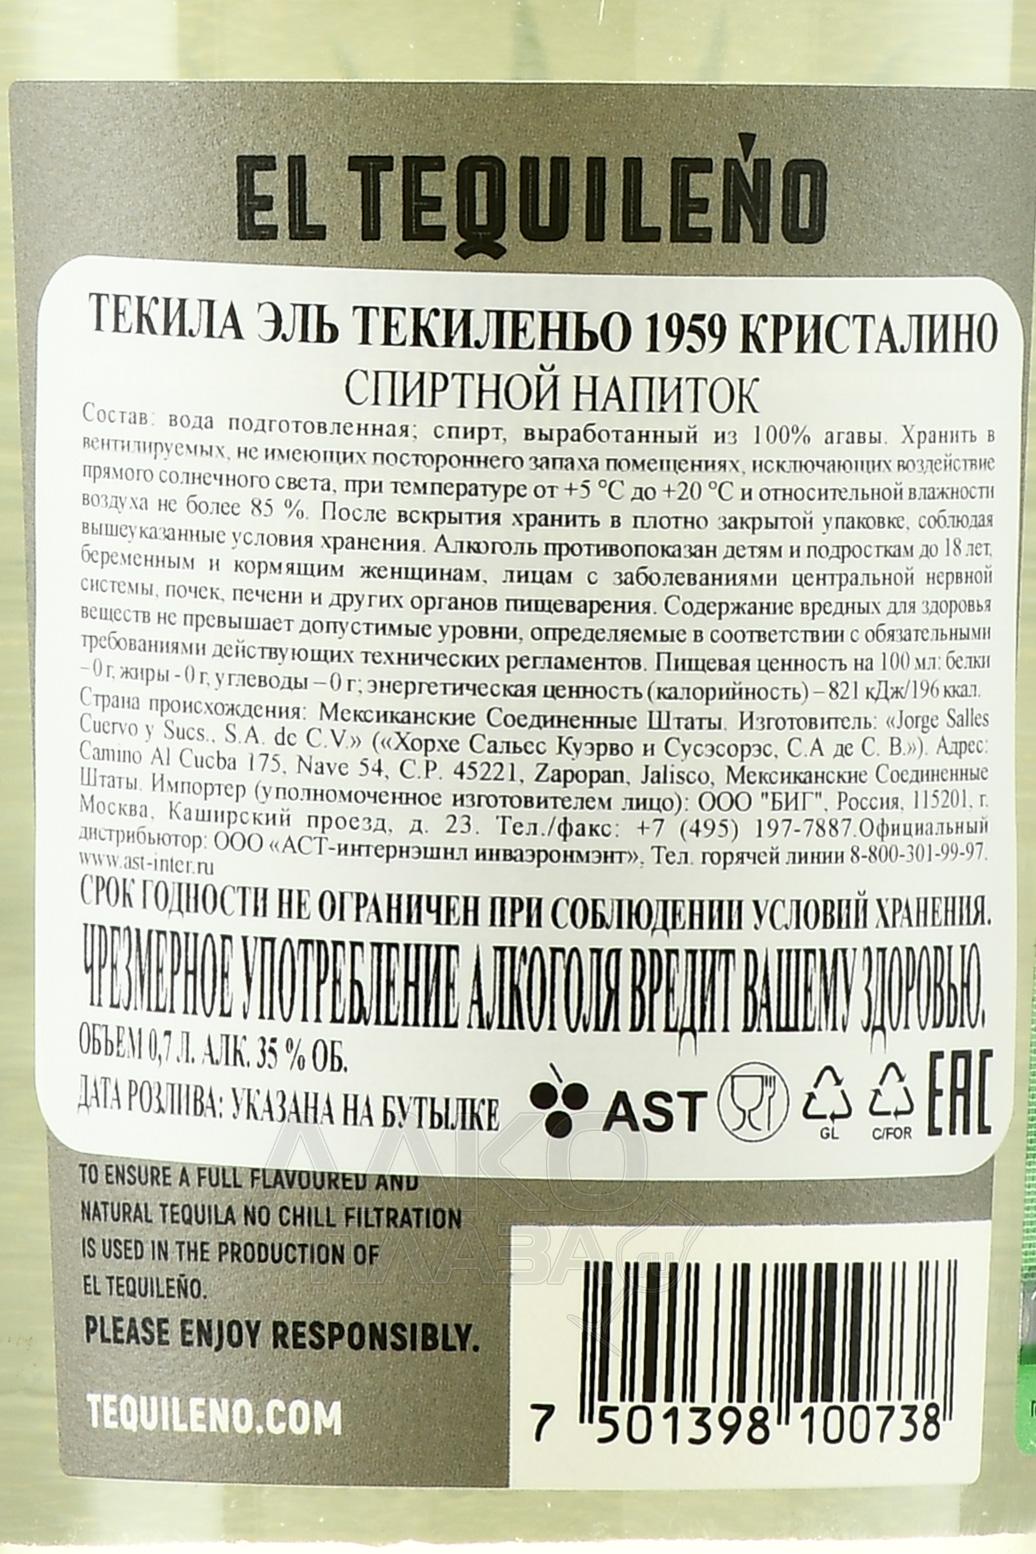 EL TEQUILEÑO
ТЕКИЛА ЭЛЬ ТЕКИЛЕНЬО 1959 КРИСТАЛИНО
СПИРТНОЙ НАПИТОК
Состав: вода подготовленная; спирт, выработанный из 100% агавы. Хранить в
вентилируемых, не имеющих постороннего запаха помещениях, исключающих воздействие
прямого солнечного света, при температуре от +5 °С до +20 °С и относительной влажности
воздуха не более 85 %. После вскрытия хранить в плотно закрытой упаковке, соблюдая
вышеуказанные условия хранения. Алкоголь противопоказан детям и подросткам до 18 лет,
беременным и кормящим женщинам, лицам с заболеваниями центральной нервной
системы, почек, печени и других органов пищеварения. Содержание вредных для здоровья
веществ не превышает допустимые уровни, определяемые в соответствии с обязательными
требованиями действующих технических регламентов. Пищевая ценность на 100 мл: белки
– 0 г, жиры - 0 г, углеводы – 0 г; энергетическая ценность (калорийность) – 821 кДж/196 ккал.
Страна происхождения: Мексиканские Соединенные Штаты. Изготовитель: «Jorge Salles
Cuervo y Sucs., S.A. de C.V.» («Хорхе Сальес Куэрво и Сусэсорэс, С.А де С. В.»). Адрес:
Camino Al Cucba 175, Nave 54, C.P. 45221, Zapopan, Jalisco, Мексиканские Соединенные
Штаты. Импортер (уполномоченное изготовителем лицо): ООО "БИГ", Россия, 115201, г.
Москва, Каширский проезд, д. 23. Тел./факс: +7 (495) 197-7887.Официальный
дистрибьютор: ООО «АСТ-интернэшнл инваэронмэнт», Тел. горячей линии 8-800-301-99-97.
www.ast-inter.ru
СРОК ГОДНОСТИ НЕ ОГРАНИЧЕН ПРИ СОБЛЮДЕНИИ УСЛОВИЙ ХРАНЕНИЯ.
ЧРЕЗМЕРНОЕ УПОТРЕБЛЕНИЕ АЛКОГОЛЯ ВРЕДИТ ВАШЕМУ ЗДОРОВЬЮ.
ОБЪЕМ 0,7 Л. АЛК. 35 % ОБ.
ДАТА РОЗЛИВА: УКАЗАНА НА БУТЫЛКЕ
AST
GL
C/FOR
EAC
TO ENSURE A FULL FLAVOURED AND
NATURAL TEQUILA NO CHILL FILTRATION
IS USED IN THE PRODUCTION OF
EL TEQUILEÑO.
PLEASE ENJOY RESPONSIBLY.
TEQUILENO.COM
7 501398 100738